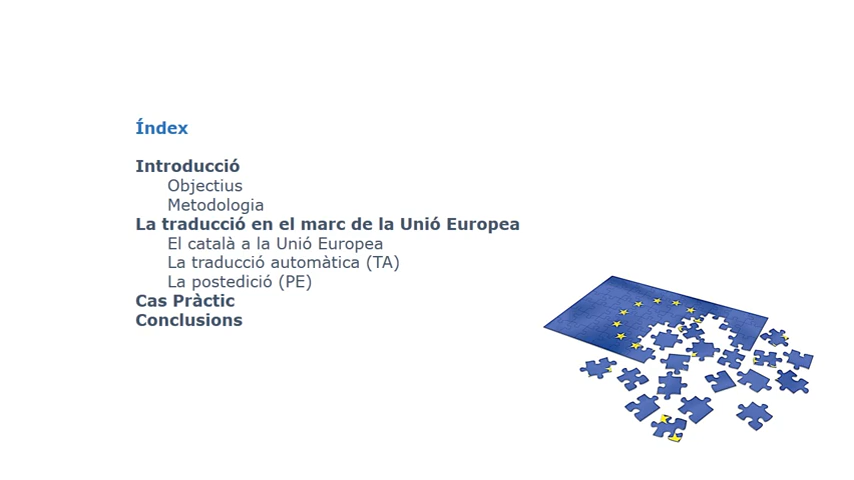 Índex
Introducció
Objectius
Metodologia
La traducció en el marc de la Unió Europea
El català a la Unió Europea
La traducció automàtica (TA)
La postedició (PE)
Cas Pràctic
Conclusions